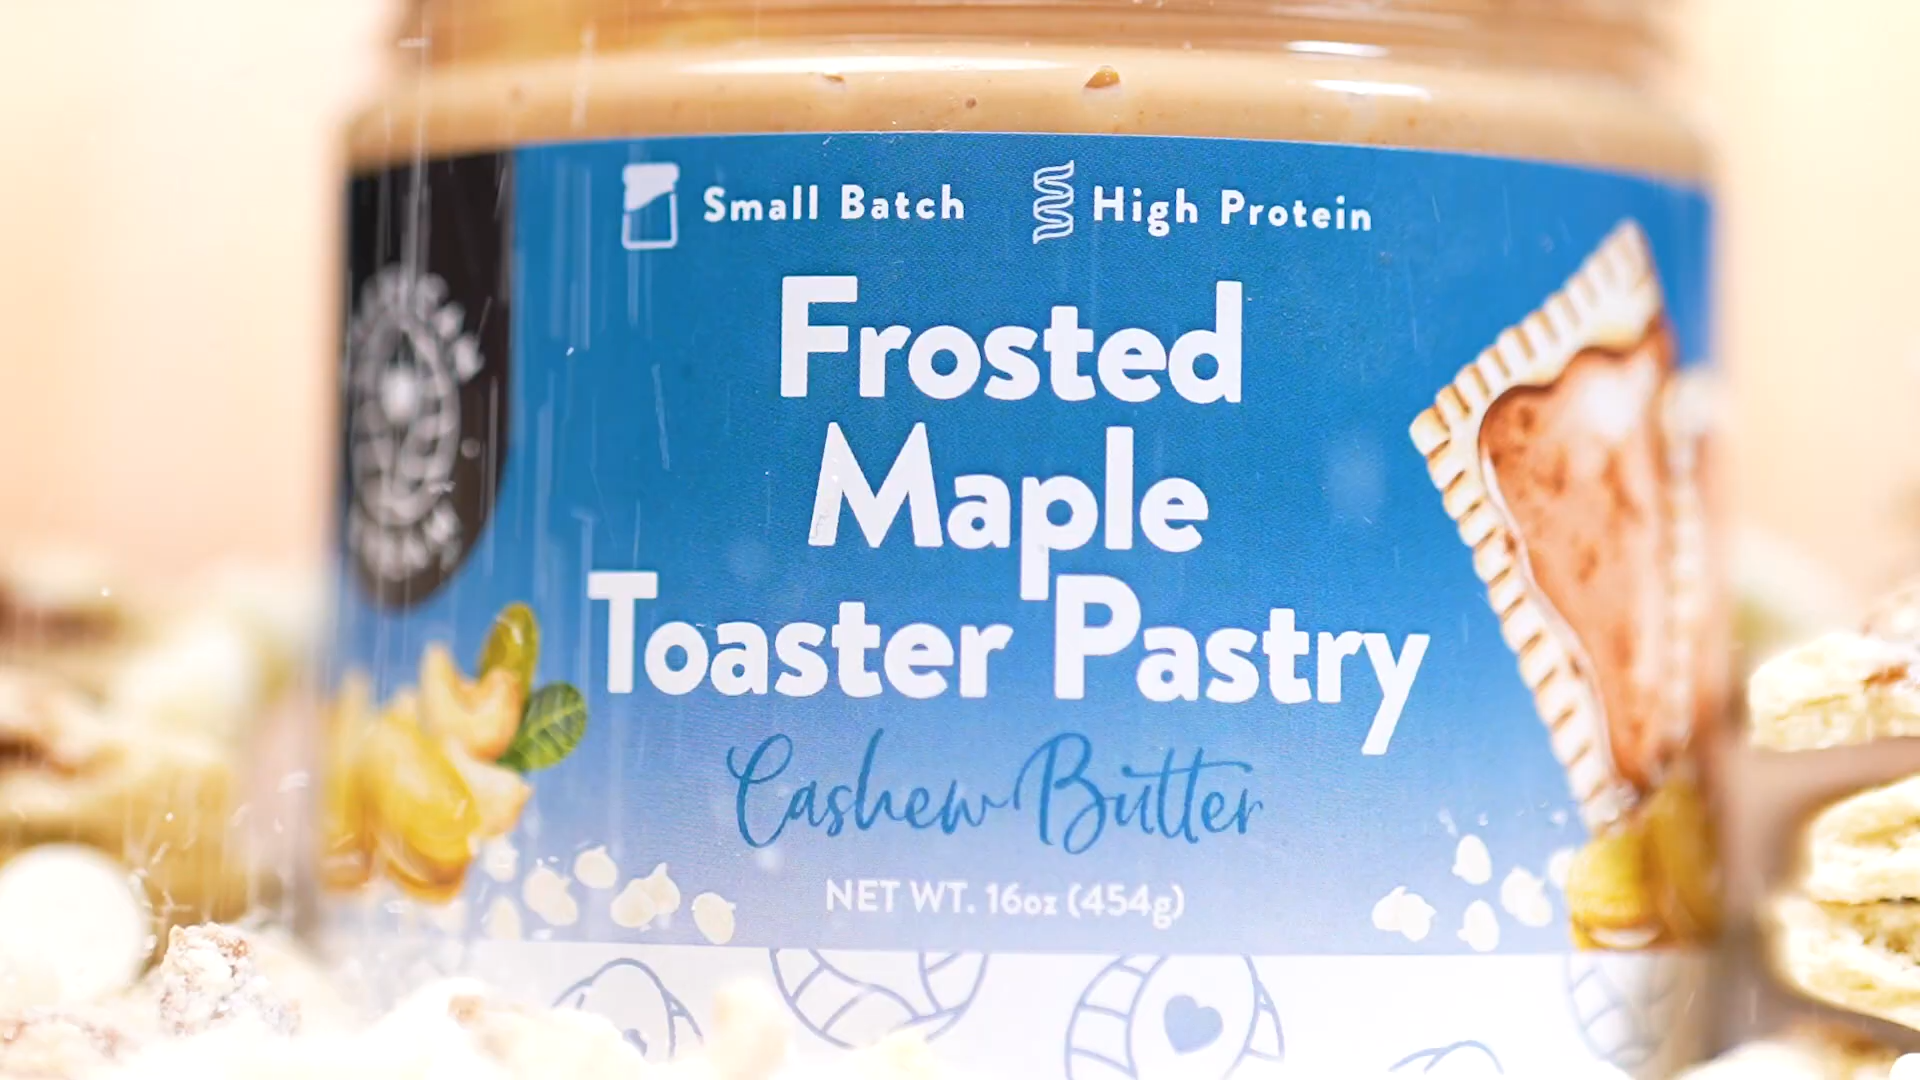 Small Batch
High Protein
Frosted
Maple
Toaster Pastry
Cashew Butter
NET WT. 16oz (454g)